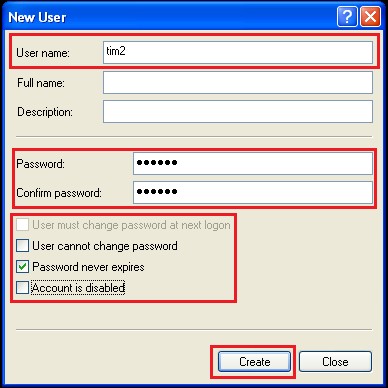 New User
User name: tim2
Full name:
Description:
Password: ●●●●●●
Confirm password: ●●●●●●
User must change password at next logon
User cannot change password
Password never expires
Account is disabled
Create Close